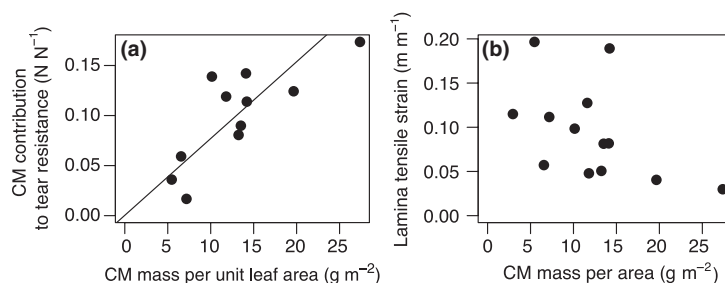 (a)
CM contribution
to tear resistance (N N⁻¹)
0.15
0.10
0.05
0.00
0 5 10 15 20 25
CM mass per unit leaf area (g m⁻²)
(b)
Lamina tensile strain (m m⁻¹)
0.20
0.15
0.10
0.05
0.00
0 5 10 15 20 25
CM mass per area (g m⁻²)